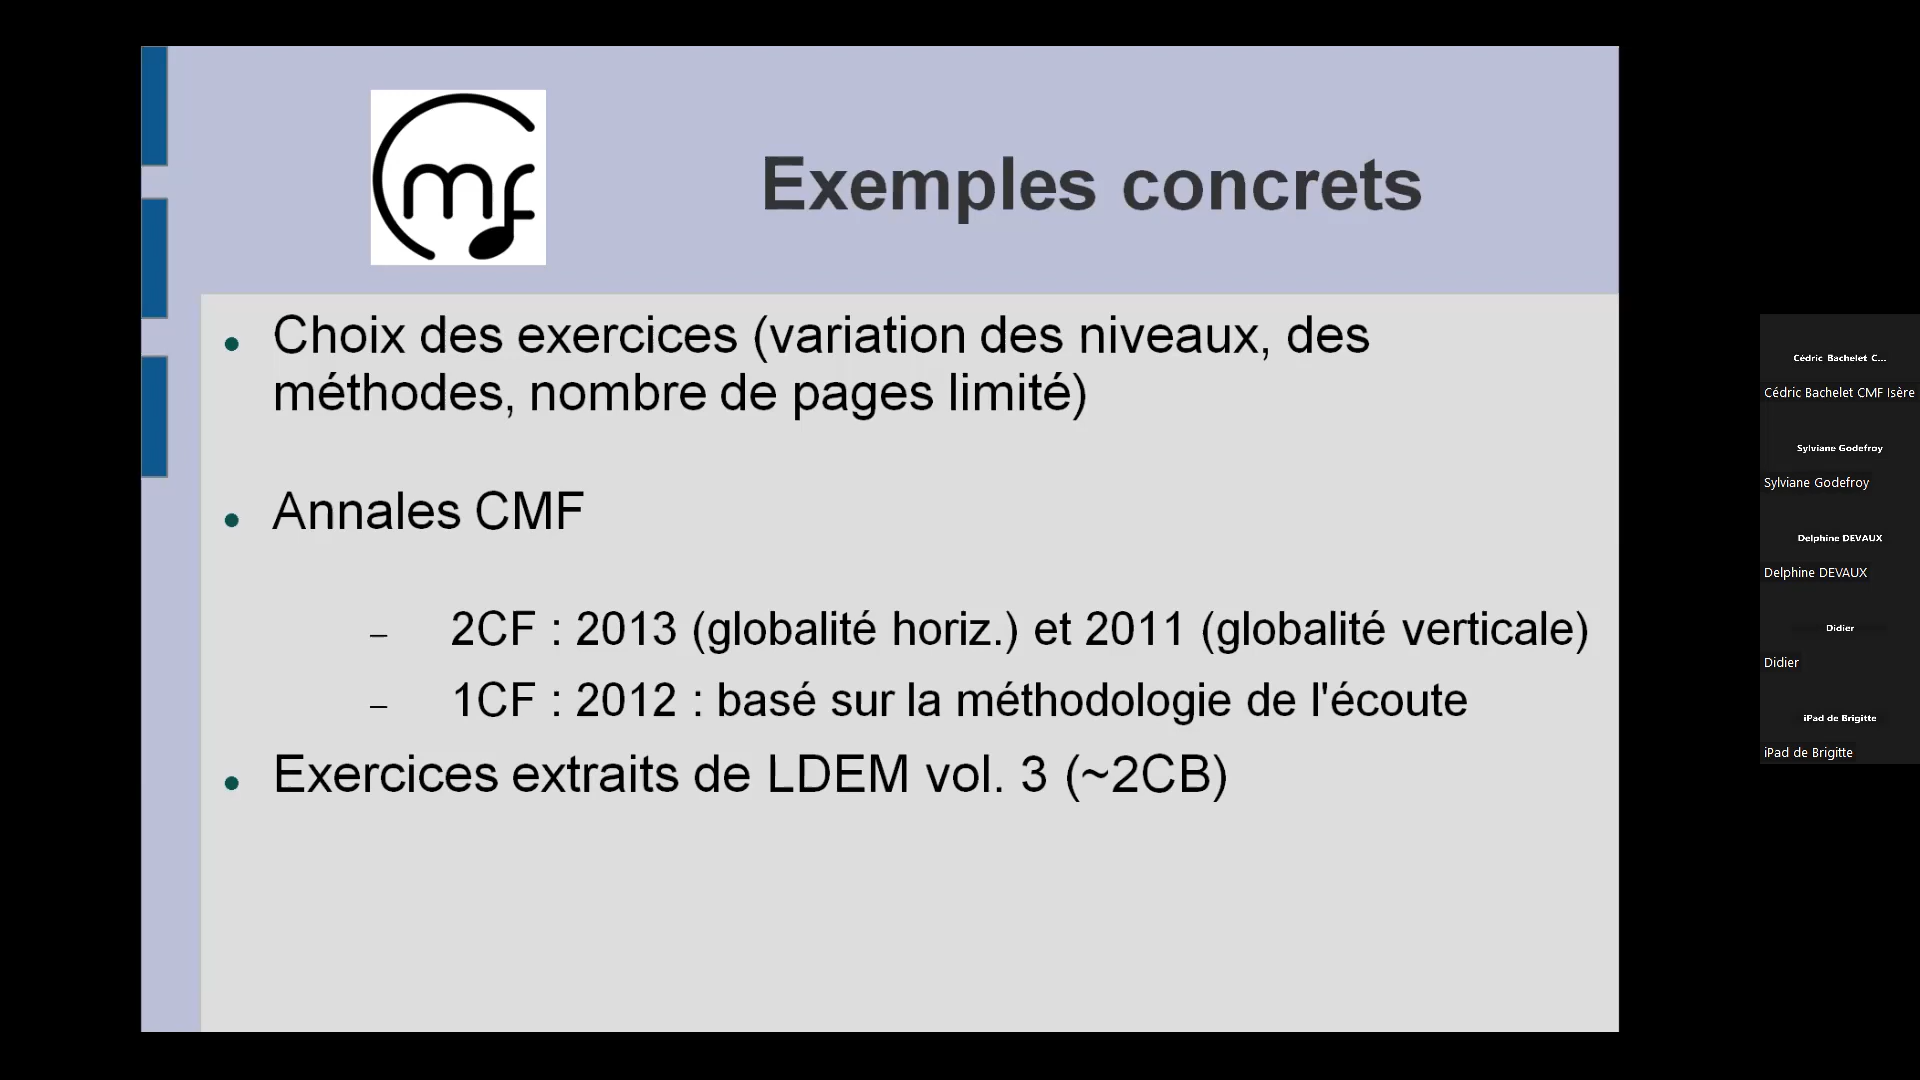 mf
Exemples concrets
Choix des exercices (variation des niveaux, des
méthodes, nombre de pages limité)
Annales CMF
– 2CF : 2013 (globalité horiz.) et 2011 (globalité verticale)
– 1CF : 2012 : basé sur la méthodologie de l'écoute
Exercices extraits de LDEM vol. 3 (~2CB)
Cédric Bachelet C...
Cédric Bachelet CMF Isère
Sylviane Godefroy
Sylviane Godefroy
Delphine DEVAUX
Delphine DEVAUX
Didier
Didier
iPad de Brigitte
iPad de Brigitte